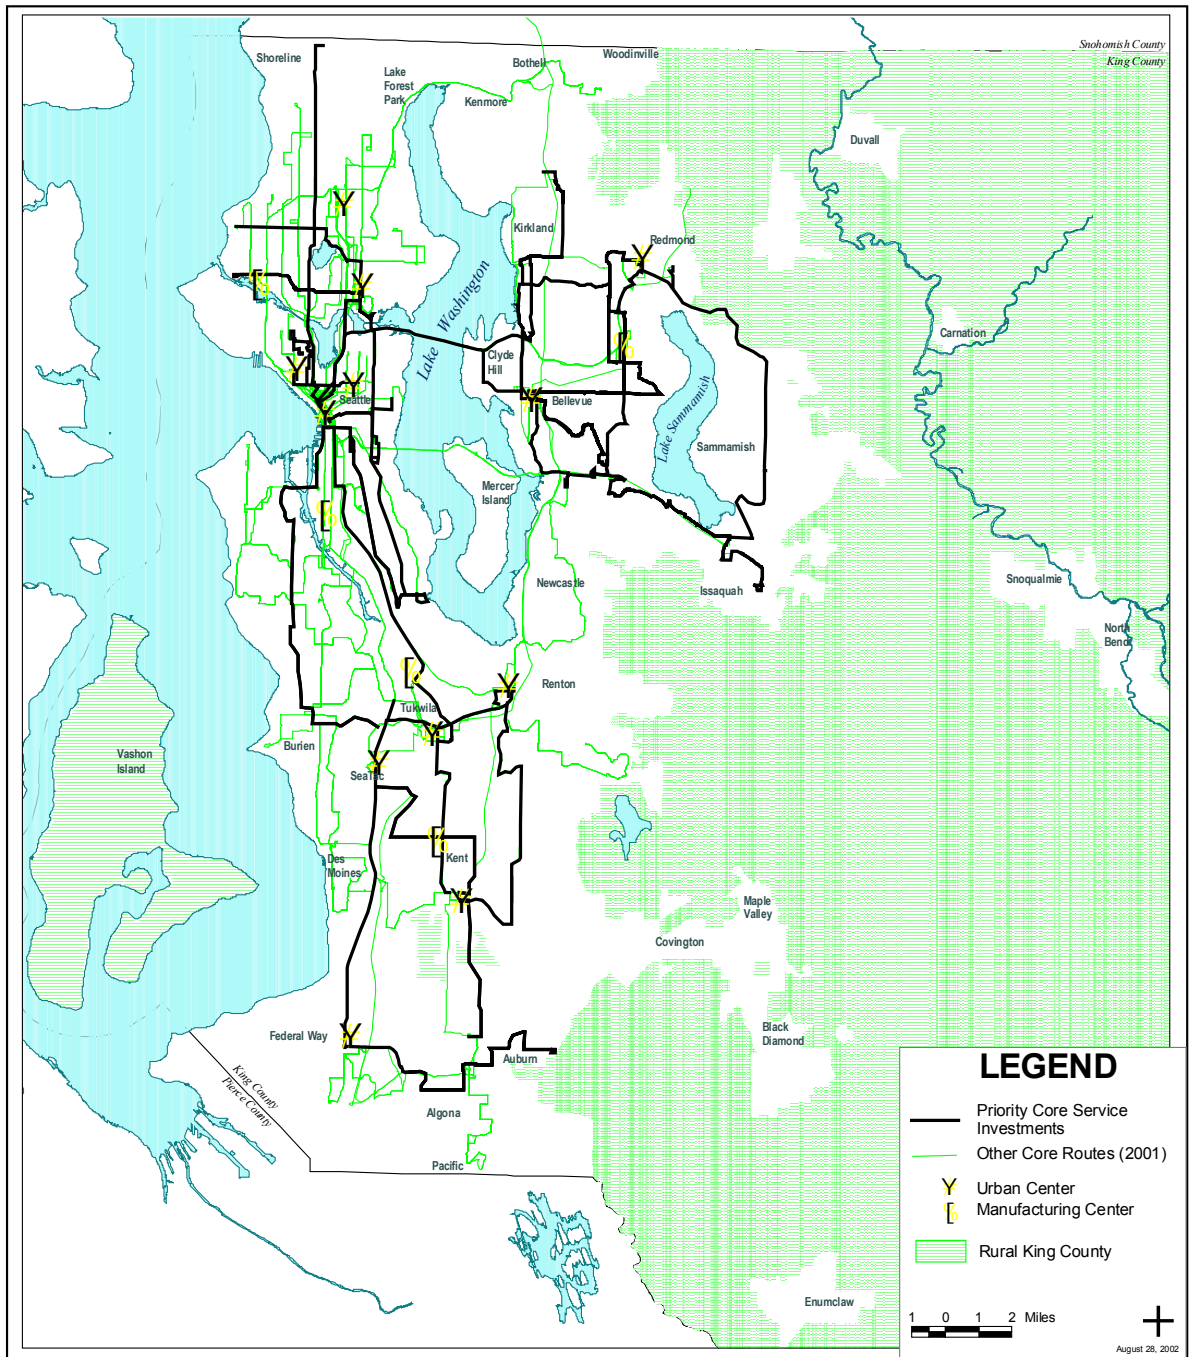 Snohomish County
King County
Shoreline
Bothell
Woodinville
Lake
Forest
Park
Kenmore
Duvall
Kirkland
Redmond
Lake Washington
Carnation
Clyde
Hill
Seattle
Bellevue
Lake Sammamish
Sammamish
Mercer
Island
Newcastle
Issaquah
Snoqualmie
North
Bend
Renton
Tukwila
Burien
Vashon
Island
SeaTac
Des
Moines
Kent
Maple
Valley
Covington
Black
Diamond
Federal Way
Auburn
King County
Pierce County
Algona
Pacific
Enumclaw
LEGEND
Priority Core Service
Investments
Other Core Routes (2001)
Urban Center
Manufacturing Center
Rural King County
1 0 1 2 Miles
August 28, 2002